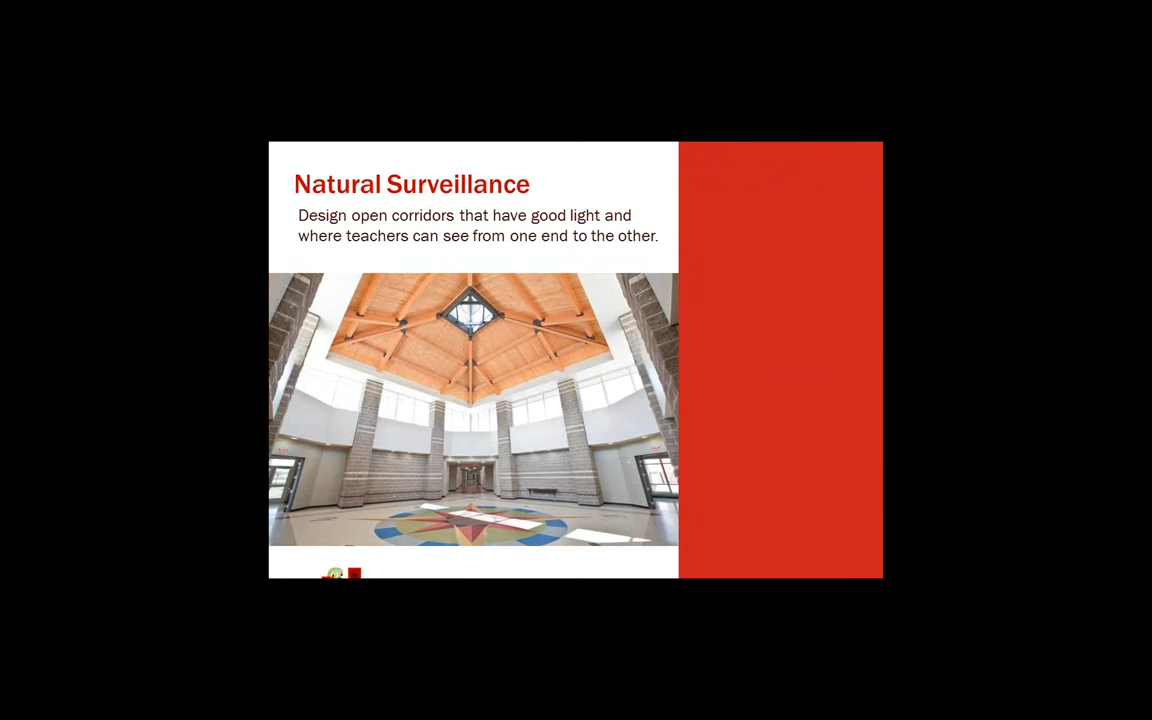 Natural Surveillance
Design open corridors that have good light and
where teachers can see from one end to the other.